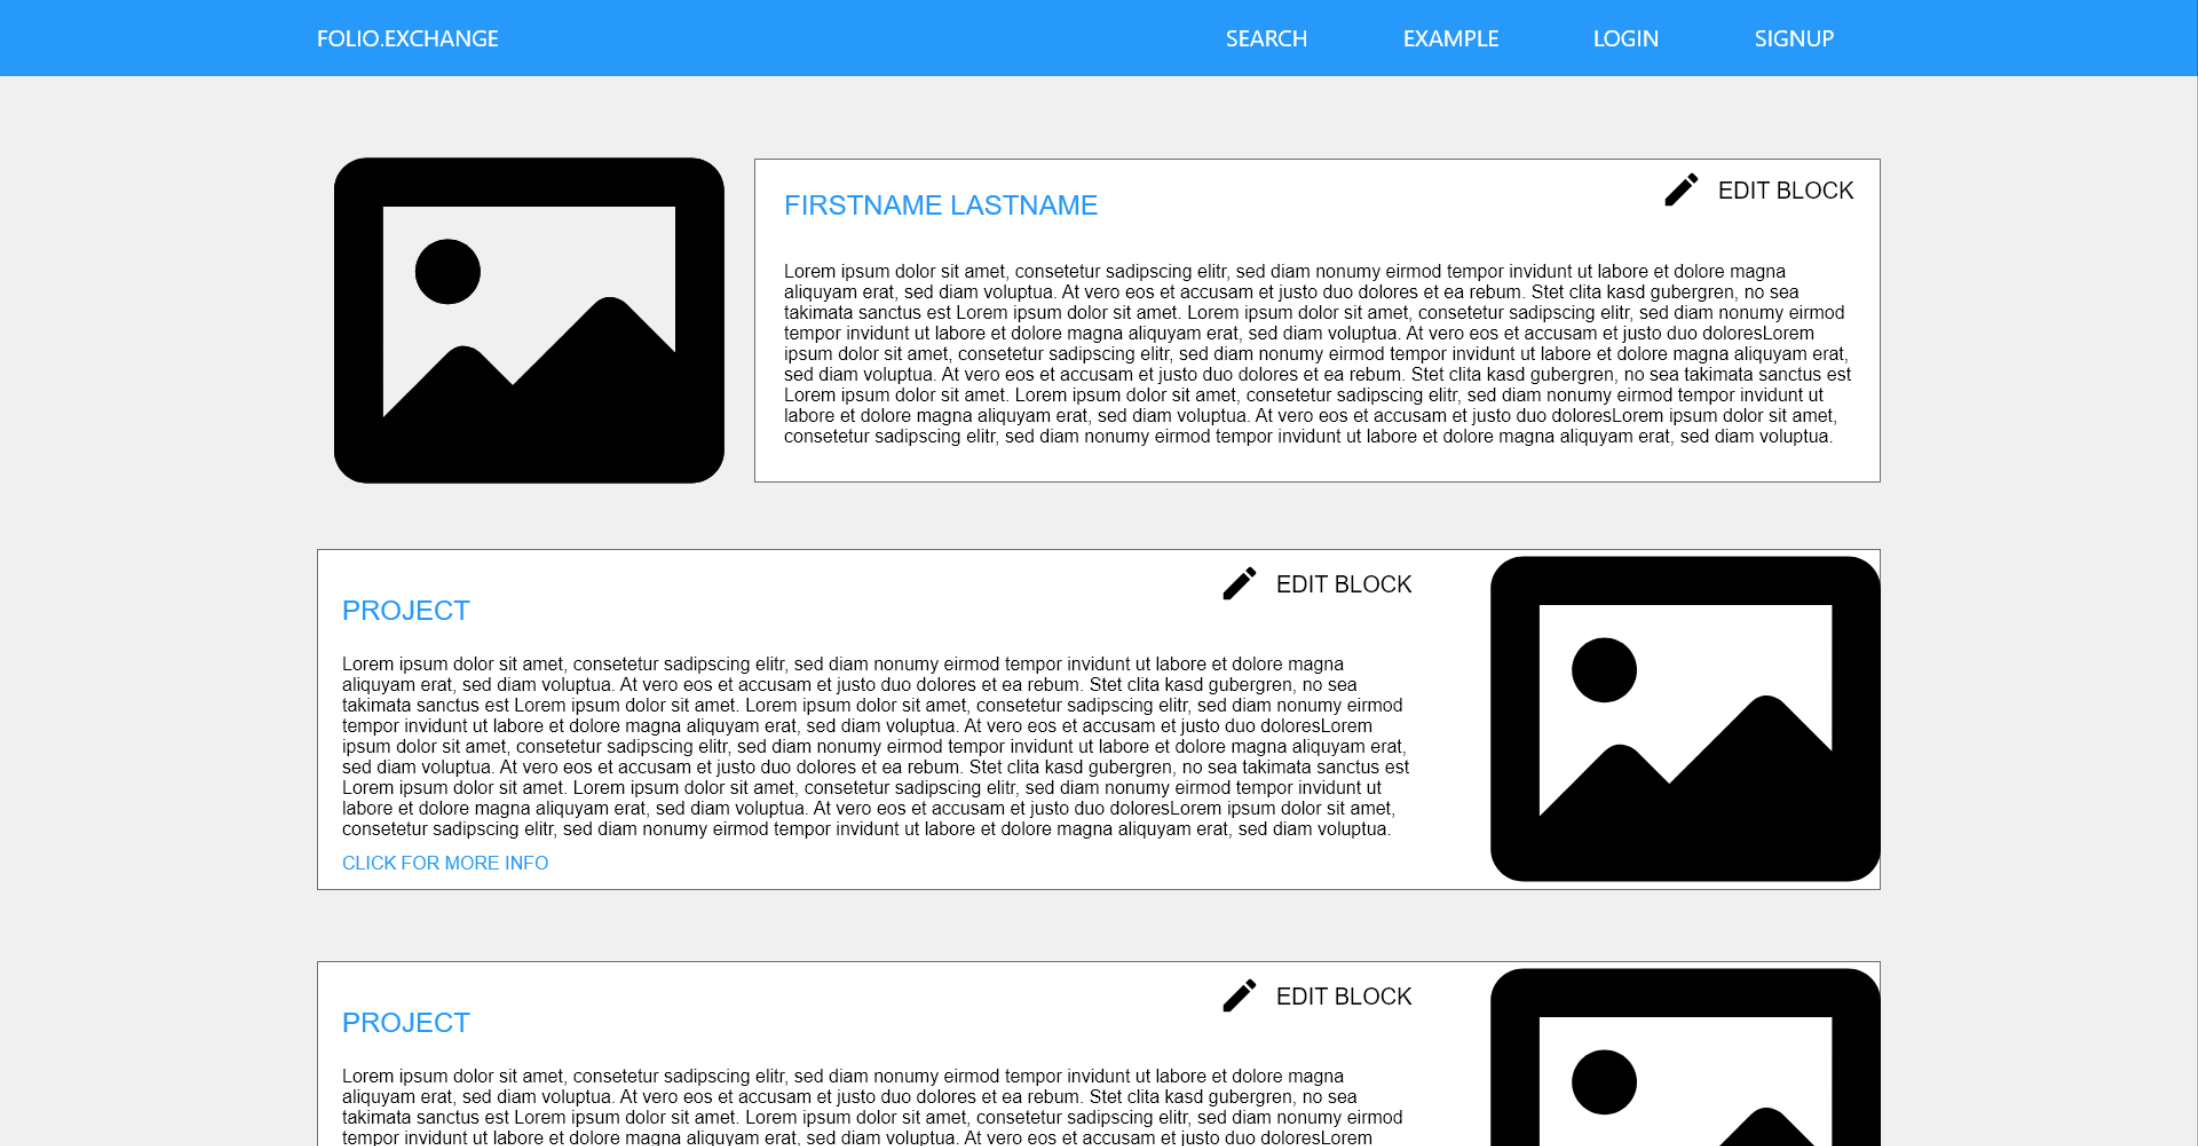 FOLIO.EXCHANGE SEARCH EXAMPLE LOGIN SIGNUP
EDIT BLOCK
FIRSTNAME LASTNAME
Lorem ipsum dolor sit amet, consetetur sadipscing elitr, sed diam nonumy eirmod tempor invidunt ut labore et dolore magna
aliquyam erat, sed diam voluptua. At vero eos et accusam et justo duo dolores et ea rebum. Stet clita kasd gubergren, no sea
takimata sanctus est Lorem ipsum dolor sit amet. Lorem ipsum dolor sit amet, consetetur sadipscing elitr, sed diam nonumy eirmod
tempor invidunt ut labore et dolore magna aliquyam erat, sed diam voluptua. At vero eos et accusam et justo duo doloresLorem
ipsum dolor sit amet, consetetur sadipscing elitr, sed diam nonumy eirmod tempor invidunt ut labore et dolore magna aliquyam erat,
sed diam voluptua. At vero eos et accusam et justo duo dolores et ea rebum. Stet clita kasd gubergren, no sea takimata sanctus est
Lorem ipsum dolor sit amet. Lorem ipsum dolor sit amet, consetetur sadipscing elitr, sed diam nonumy eirmod tempor invidunt ut
labore et dolore magna aliquyam erat, sed diam voluptua. At vero eos et accusam et justo duo doloresLorem ipsum dolor sit amet,
consetetur sadipscing elitr, sed diam nonumy eirmod tempor invidunt ut labore et dolore magna aliquyam erat, sed diam voluptua.
EDIT BLOCK
PROJECT
Lorem ipsum dolor sit amet, consetetur sadipscing elitr, sed diam nonumy eirmod tempor invidunt ut labore et dolore magna
aliquyam erat, sed diam voluptua. At vero eos et accusam et justo duo dolores et ea rebum. Stet clita kasd gubergren, no sea
takimata sanctus est Lorem ipsum dolor sit amet. Lorem ipsum dolor sit amet, consetetur sadipscing elitr, sed diam nonumy eirmod
tempor invidunt ut labore et dolore magna aliquyam erat, sed diam voluptua. At vero eos et accusam et justo duo doloresLorem
ipsum dolor sit amet, consetetur sadipscing elitr, sed diam nonumy eirmod tempor invidunt ut labore et dolore magna aliquyam erat,
sed diam voluptua. At vero eos et accusam et justo duo dolores et ea rebum. Stet clita kasd gubergren, no sea takimata sanctus est
Lorem ipsum dolor sit amet. Lorem ipsum dolor sit amet, consetetur sadipscing elitr, sed diam nonumy eirmod tempor invidunt ut
labore et dolore magna aliquyam erat, sed diam voluptua. At vero eos et accusam et justo duo doloresLorem ipsum dolor sit amet,
consetetur sadipscing elitr, sed diam nonumy eirmod tempor invidunt ut labore et dolore magna aliquyam erat, sed diam voluptua.
CLICK FOR MORE INFO
EDIT BLOCK
PROJECT
Lorem ipsum dolor sit amet, consetetur sadipscing elitr, sed diam nonumy eirmod tempor invidunt ut labore et dolore magna
aliquyam erat, sed diam voluptua. At vero eos et accusam et justo duo dolores et ea rebum. Stet clita kasd gubergren, no sea
takimata sanctus est Lorem ipsum dolor sit amet. Lorem ipsum dolor sit amet, consetetur sadipscing elitr, sed diam nonumy eirmod
tempor invidunt ut labore et dolore magna aliquyam erat, sed diam voluptua. At vero eos et accusam et justo duo doloresLorem